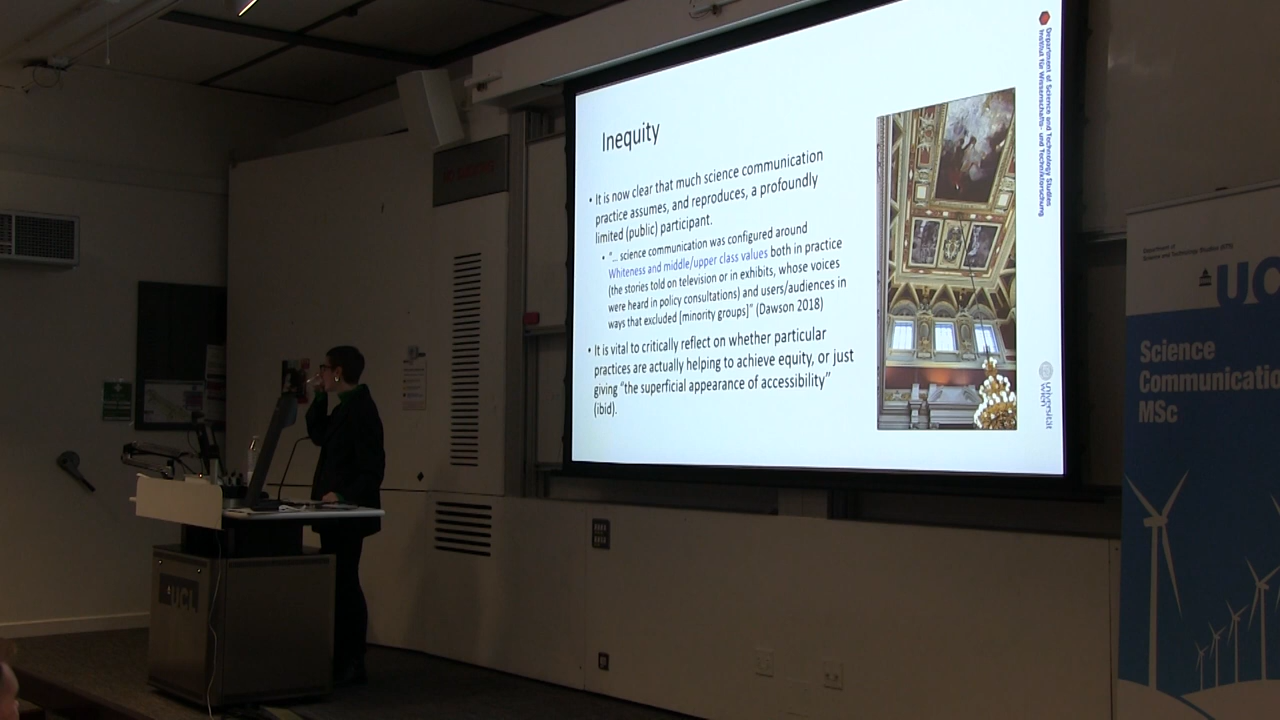 Inequity
• It is now clear that much science communication
practice assumes, and reproduces, a profoundly
limited (public) participant.
• "... science communication was configured around
Whiteness and middle/upper class values both in practice
(the stories told on television or in exhibits, whose voices
were heard in policy consultations) and users/audiences in
ways that excluded [minority groups]" (Dawson 2018)
• It is vital to critically reflect on whether particular
practices are actually helping to achieve equity, or just
giving "the superficial appearance of accessibility"
(ibid).
Department of Science and Technology Studies
Institut für Wissenschafts- und Technikforschung
universität
wien
Department of
Science and Technology Studies (STS)
UC
Science
Communicatio
MSc
UCL